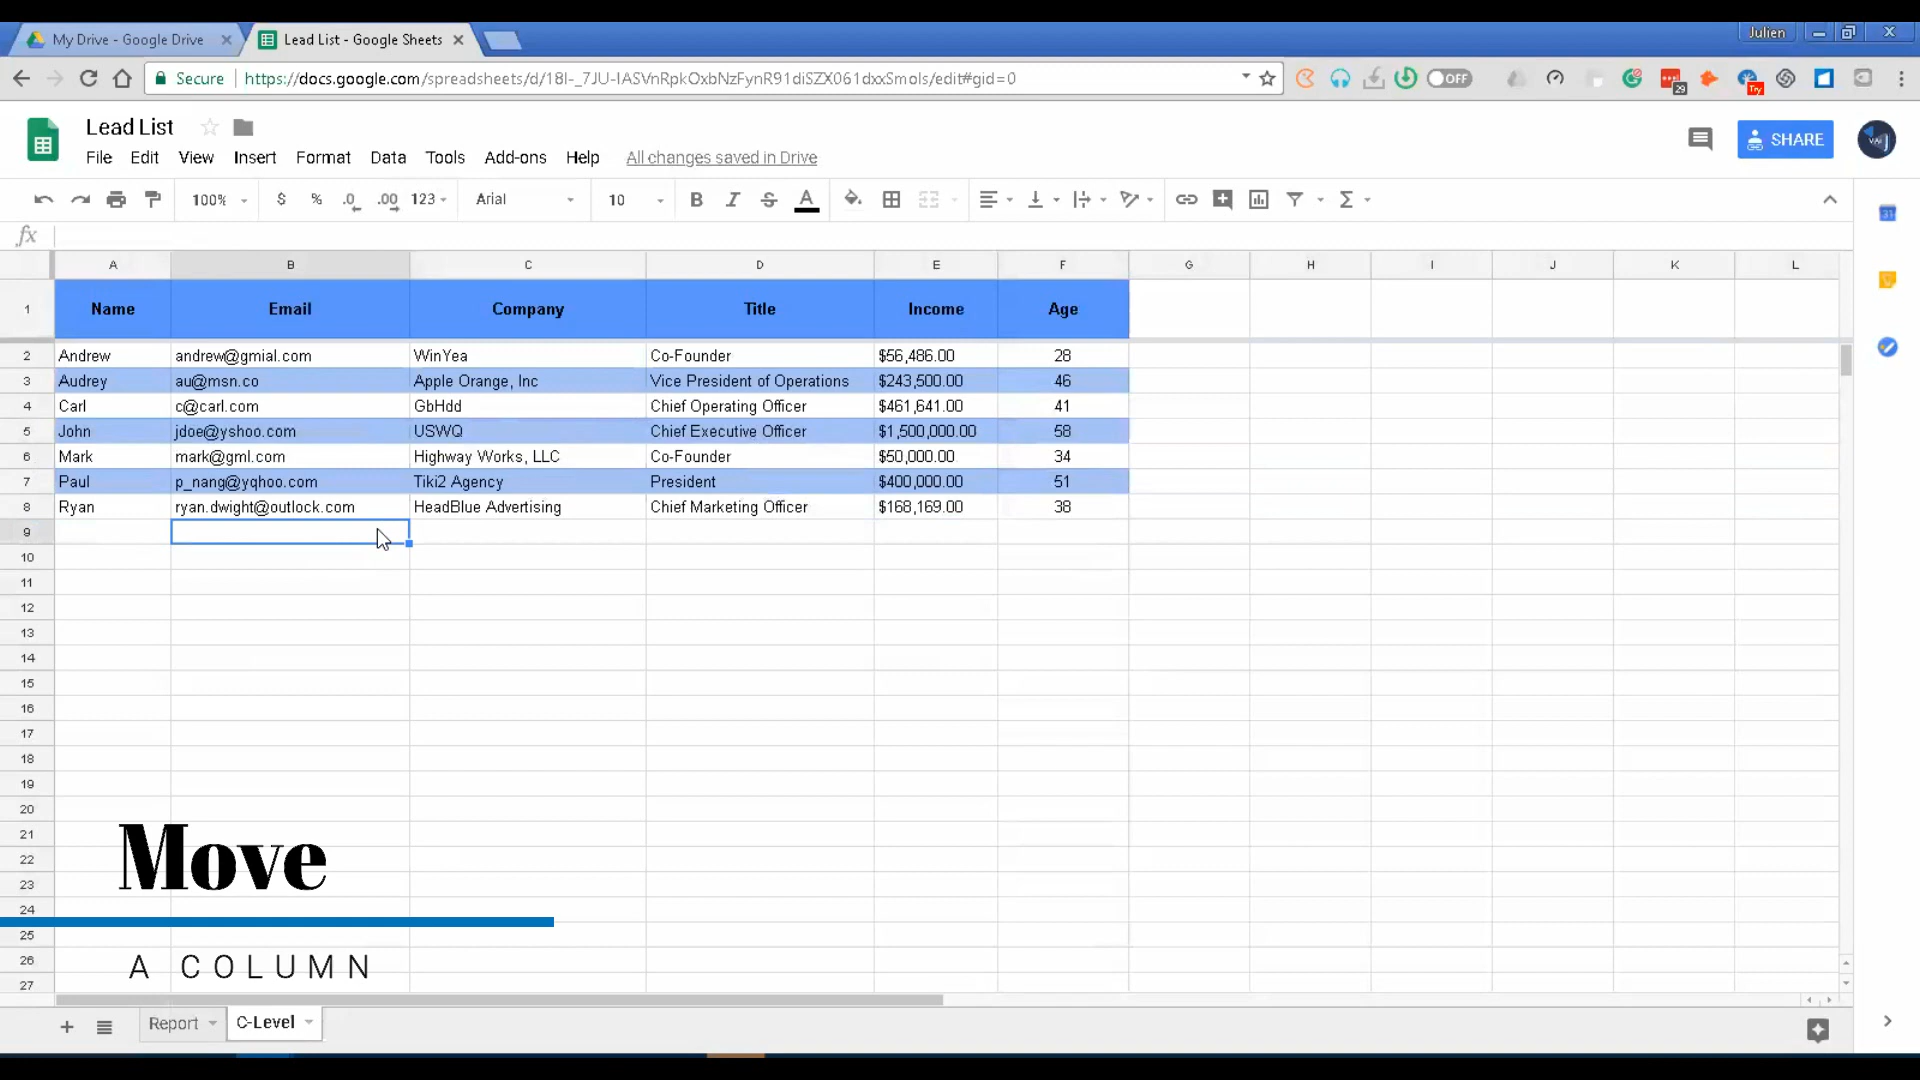 My Drive - Google Drive
Lead List - Google Sheets
Julien
Secure
https://docs.google.com/spreadsheets/d/18I-_7JU-IASVnRpkOxbNzFynR91diSZX061dxxSmols/edit#gid=0
OFF
29
Try
Lead List
File Edit View Insert Format Data Tools Add-ons Help All changes saved in Drive
SHARE
100% $ % .0 .00 123 Arial 10 B I S A Σ
31
fx
A B C D E F G H I J K L
1 Name Email Company Title Income Age
2 Andrew andrew@gmial.com WinYea Co-Founder $56,486.00 28
3 Audrey au@msn.co Apple Orange, Inc Vice President of Operations $243,500.00 46
4 Carl c@carl.com GbHdd Chief Operating Officer $461,641.00 41
5 John jdoe@yshoo.com USWQ Chief Executive Officer $1,500,000.00 58
6 Mark mark@gml.com Highway Works, LLC Co-Founder $50,000.00 34
7 Paul p_nang@yqhoo.com Tiki2 Agency President $400,000.00 51
8 Ryan ryan.dwight@outlock.com HeadBlue Advertising Chief Marketing Officer $168,169.00 38
9
10
11
12
13
14
15
16
17
18
19
20
21
22
23
24
25
26
27
Move
A COLUMN
Report C-Level